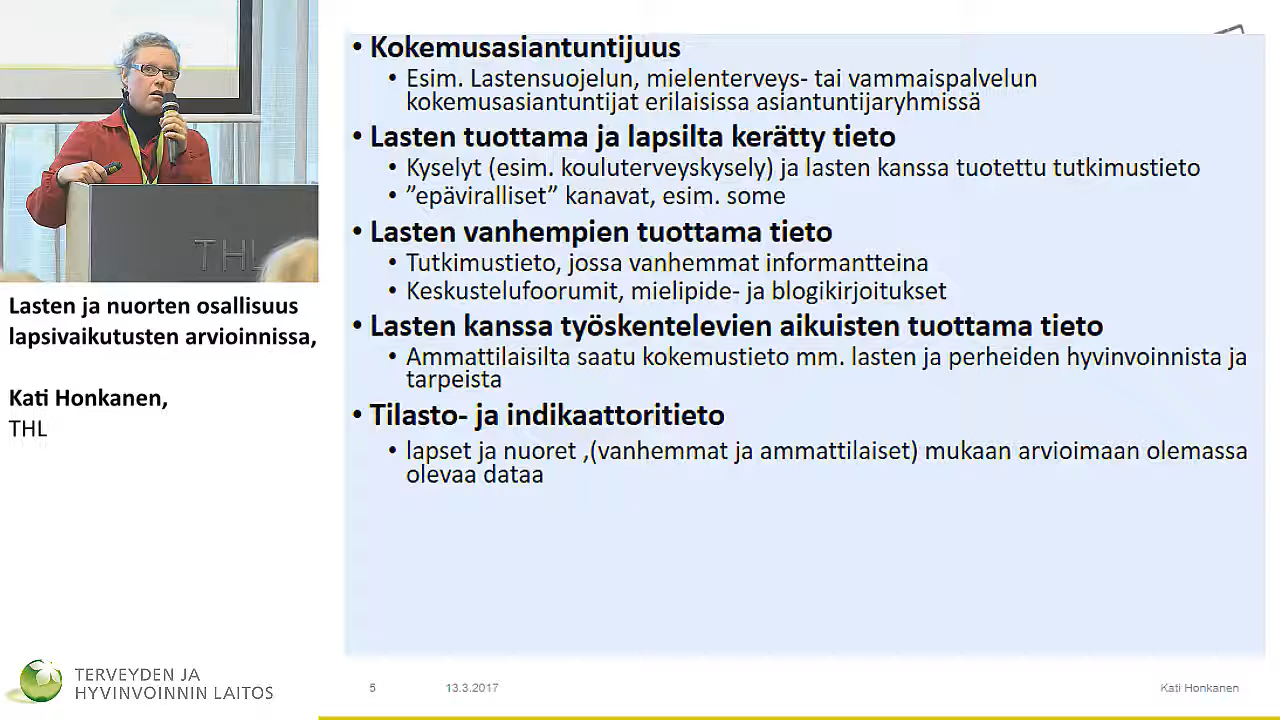 • Kokemusasiantuntijuus
• Esim. Lastensuojelun, mielenterveys- tai vammaispalvelun
kokemusasiantuntijat erilaisissa asiantuntijaryhmissä
• Lasten tuottama ja lapsilta kerätty tieto
• Kyselyt (esim. kouluterveyskysely) ja lasten kanssa tuotettu tutkimustieto
• ”epäviralliset” kanavat, esim. some
• Lasten vanhempien tuottama tieto
• Tutkimustieto, jossa vanhemmat informantteina
• Keskustelufoorumit, mielipide- ja blogikirjoitukset
• Lasten kanssa työskentelevien aikuisten tuottama tieto
• Ammattilaisilta saatu kokemustieto mm. lasten ja perheiden hyvinvoinnista ja
tarpeista
• Tilasto- ja indikaattoritieto
• lapset ja nuoret ,(vanhemmat ja ammattilaiset) mukaan arvioimaan olemassa
olevaa dataa
THL
Lasten ja nuorten osallisuus
lapsivaikutusten arvioinnissa,
Kati Honkanen,
THL
TERVEYDEN JA
HYVINVOINNIN LAITOS
5
13.3.2017
Kati Honkanen